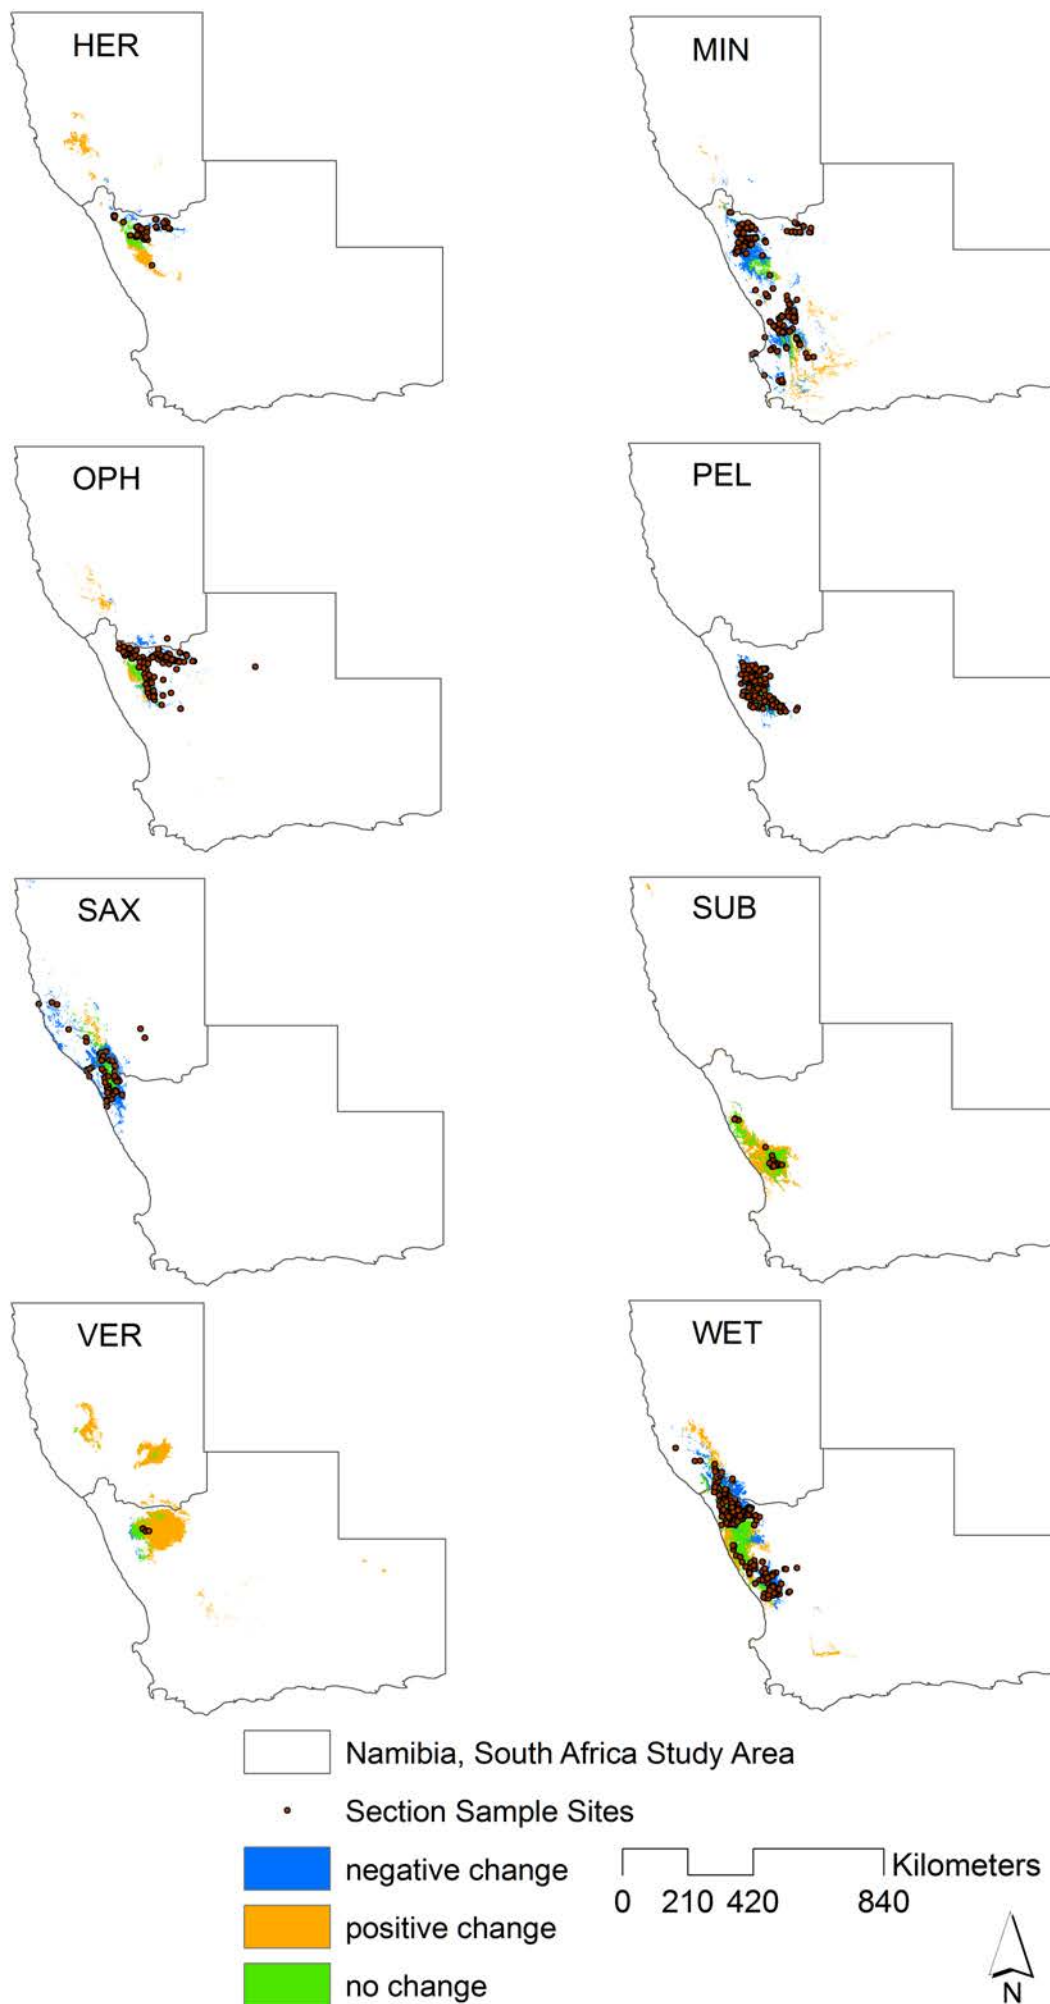 HER
MIN
OPH
PEL
SAX
SUB
VER
WET
Namibia, South Africa Study Area
Section Sample Sites
negative change
positive change
no change
Kilometers
0 210 420 840
N